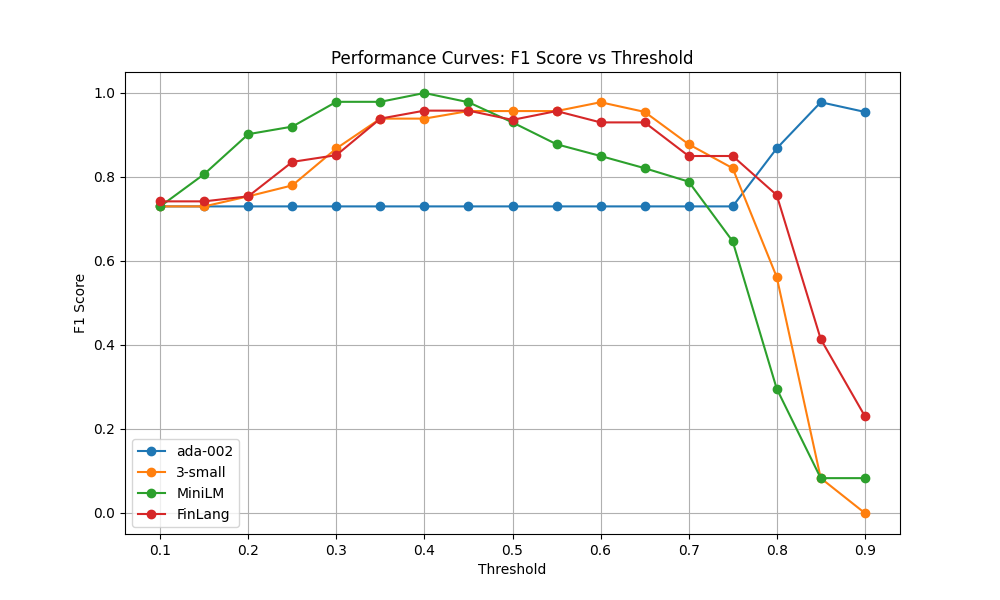 Performance Curves: F1 Score vs Threshold
1.0
0.8
0.6
0.4
0.2
0.0
F1 Score
ada-002
3-small
MiniLM
FinLang
0.1 0.2 0.3 0.4 0.5 0.6 0.7 0.8 0.9
Threshold